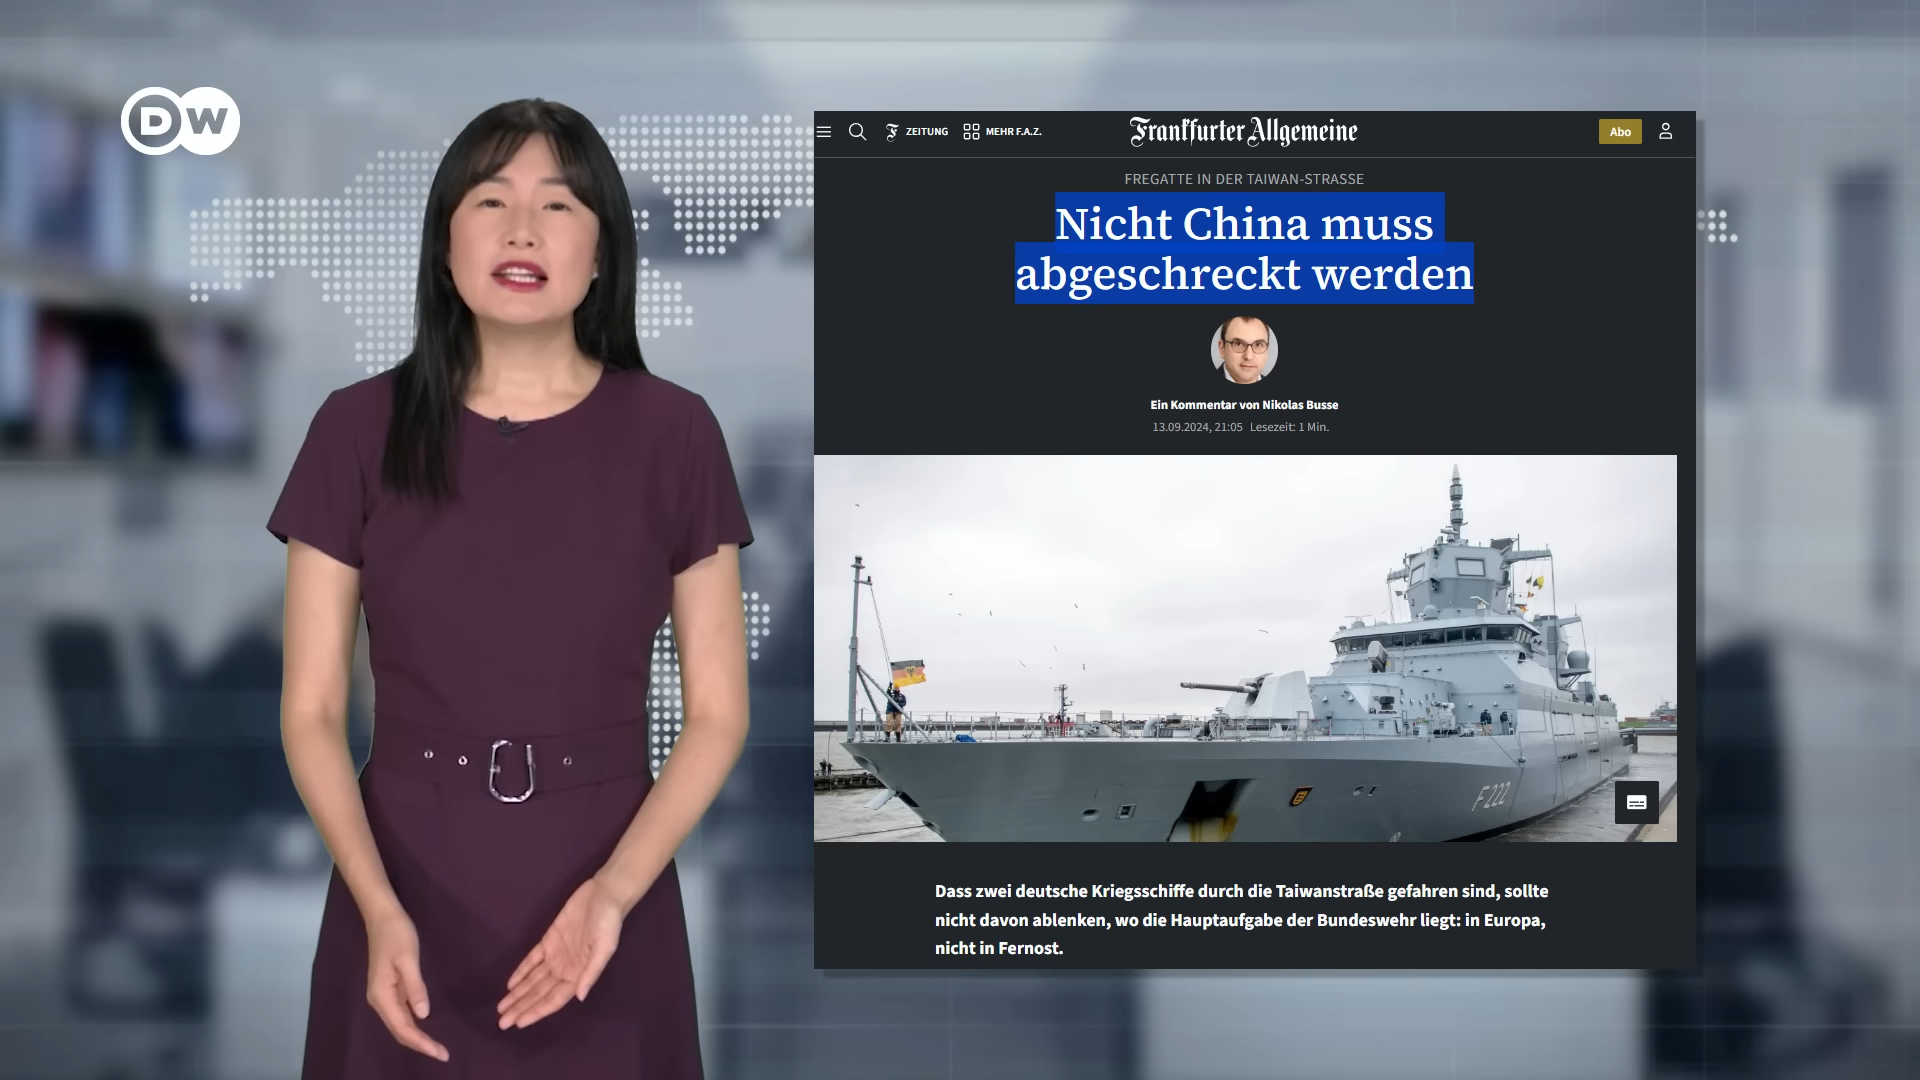 DW
ZEITUNG
MEHR F.A.Z.
Frankfurter Allgemeine
Abo
FREGATTE IN DER TAIWAN-STRASSE
Nicht China muss
abgeschreckt werden
Ein Kommentar von Nikolas Busse
13.09.2024, 21:05 Lesezeit: 1 Min.
F222
Dass zwei deutsche Kriegsschiffe durch die Taiwanstraße gefahren sind, sollte
nicht davon ablenken, wo die Hauptaufgabe der Bundeswehr liegt: in Europa,
nicht in Fernost.